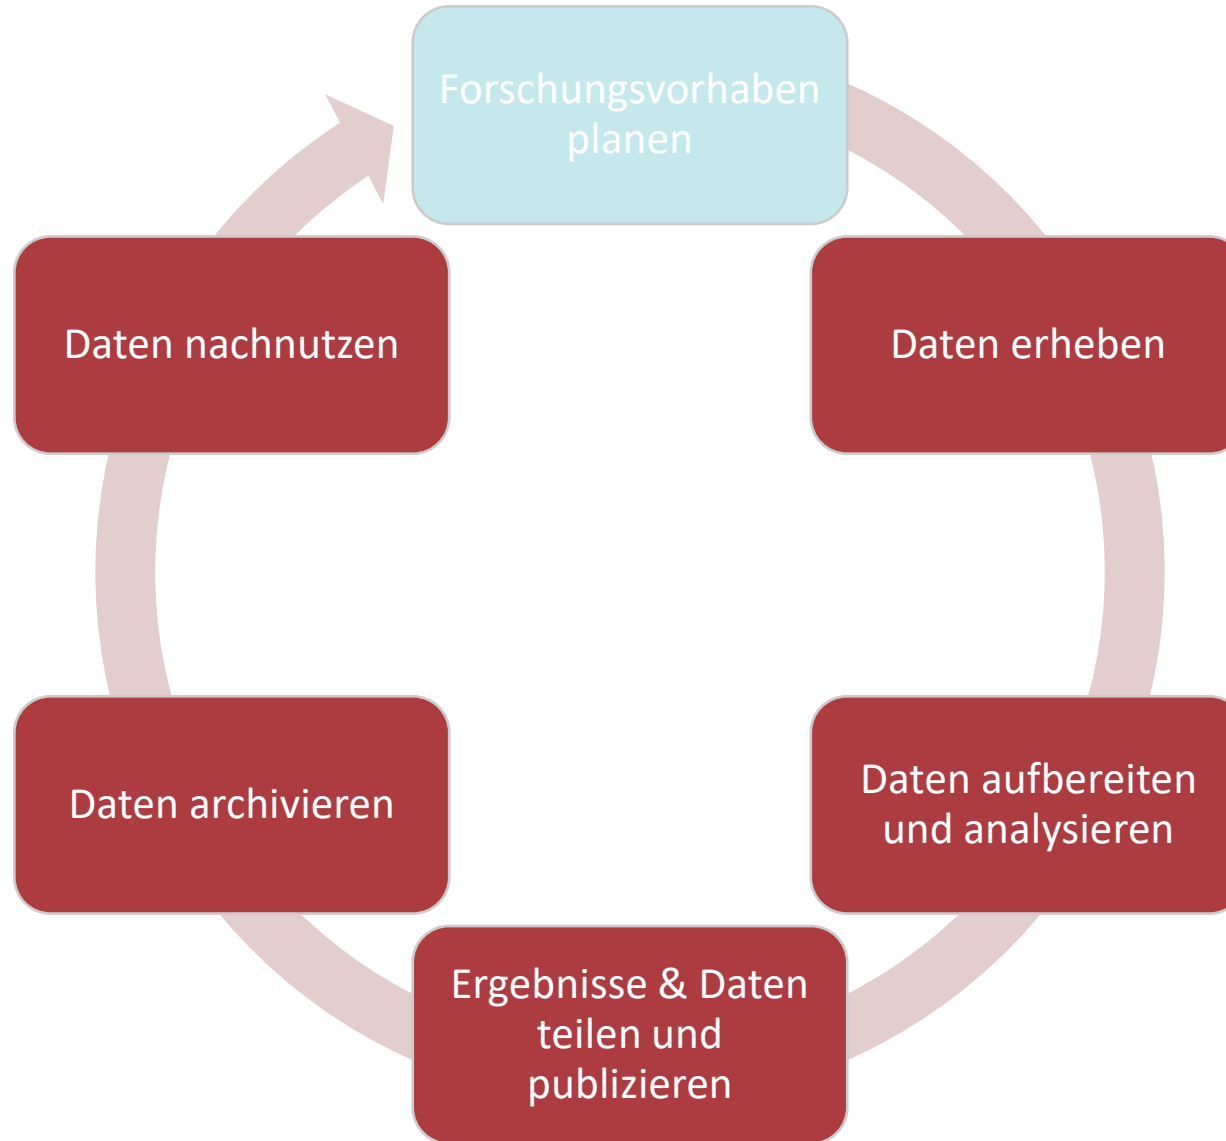 Forschungsvorhaben
planen
Daten erheben
Daten aufbereiten
und analysieren
Ergebnisse & Daten
teilen und
publizieren
Daten archivieren
Daten nachnutzen